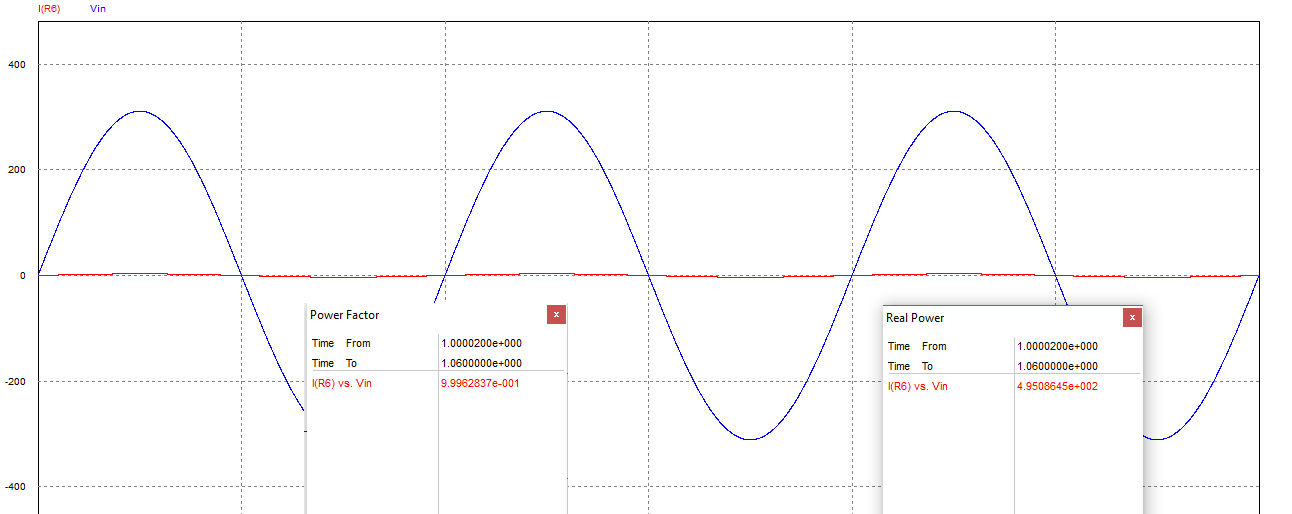 I(R6) Vin
400
200
0
-200
-400
Power Factor x
Time From 1.0000200e+000
Time To 1.0600000e+000
I(R6) vs. Vin 9.9962837e-001
Real Power x
Time From 1.0000200e+000
Time To 1.0600000e+000
I(R6) vs. Vin 4.9508645e+002